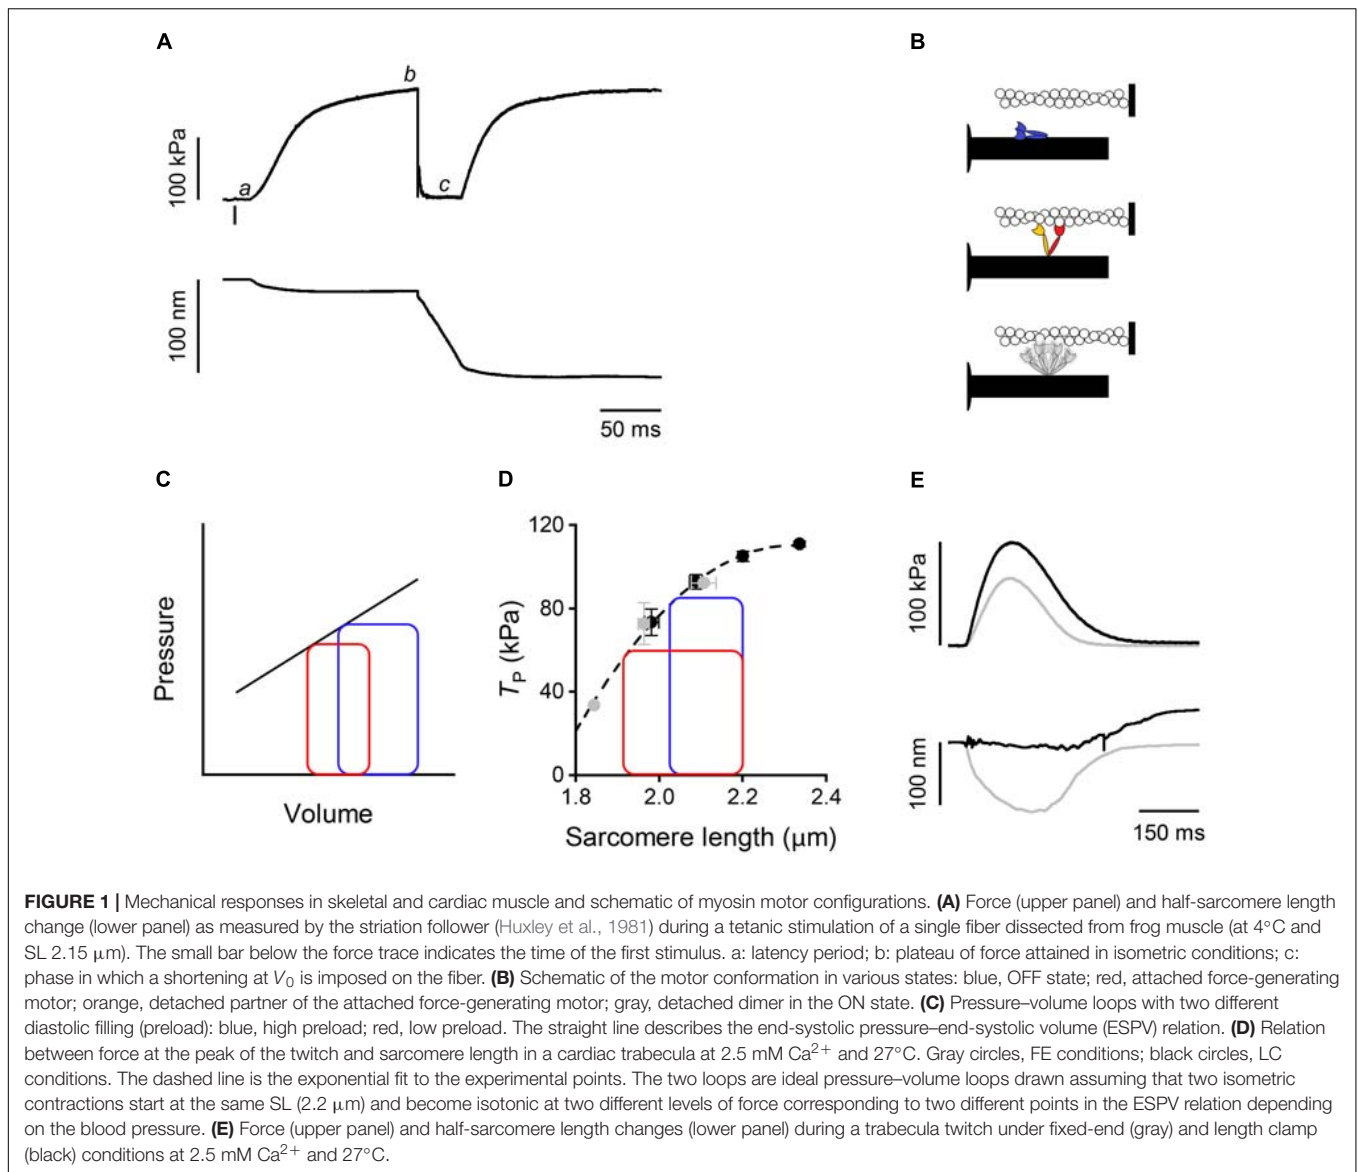 A
B
b
100 kPa
a
c
100 nm
50 ms
C
D
E
Pressure
Volume
120
80
40
0
T_P (kPa)
1.8 2.0 2.2 2.4
Sarcomere length (μm)
100 kPa
100 nm
150 ms
FIGURE 1 | Mechanical responses in skeletal and cardiac muscle and schematic of myosin motor configurations. (A) Force (upper panel) and half-sarcomere length
change (lower panel) as measured by the striation follower (Huxley et al., 1981) during a tetanic stimulation of a single fiber dissected from frog muscle (at 4°C and
SL 2.15 μm). The small bar below the force trace indicates the time of the first stimulus. a: latency period; b: plateau of force attained in isometric conditions; c:
phase in which a shortening at V0 is imposed on the fiber. (B) Schematic of the motor conformation in various states: blue, OFF state; red, attached force-generating
motor; orange, detached partner of the attached force-generating motor; gray, detached dimer in the ON state. (C) Pressure–volume loops with two different
diastolic filling (preload): blue, high preload; red, low preload. The straight line describes the end-systolic pressure–end-systolic volume (ESPV) relation. (D) Relation
between force at the peak of the twitch and sarcomere length in a cardiac trabecula at 2.5 mM Ca2+ and 27°C. Gray circles, FE conditions; black circles, LC
conditions. The dashed line is the exponential fit to the experimental points. The two loops are ideal pressure–volume loops drawn assuming that two isometric
contractions start at the same SL (2.2 μm) and become isotonic at two different levels of force corresponding to two different points in the ESPV relation depending
on the blood pressure. (E) Force (upper panel) and half-sarcomere length changes (lower panel) during a trabecula twitch under fixed-end (gray) and length clamp
(black) conditions at 2.5 mM Ca2+ and 27°C.